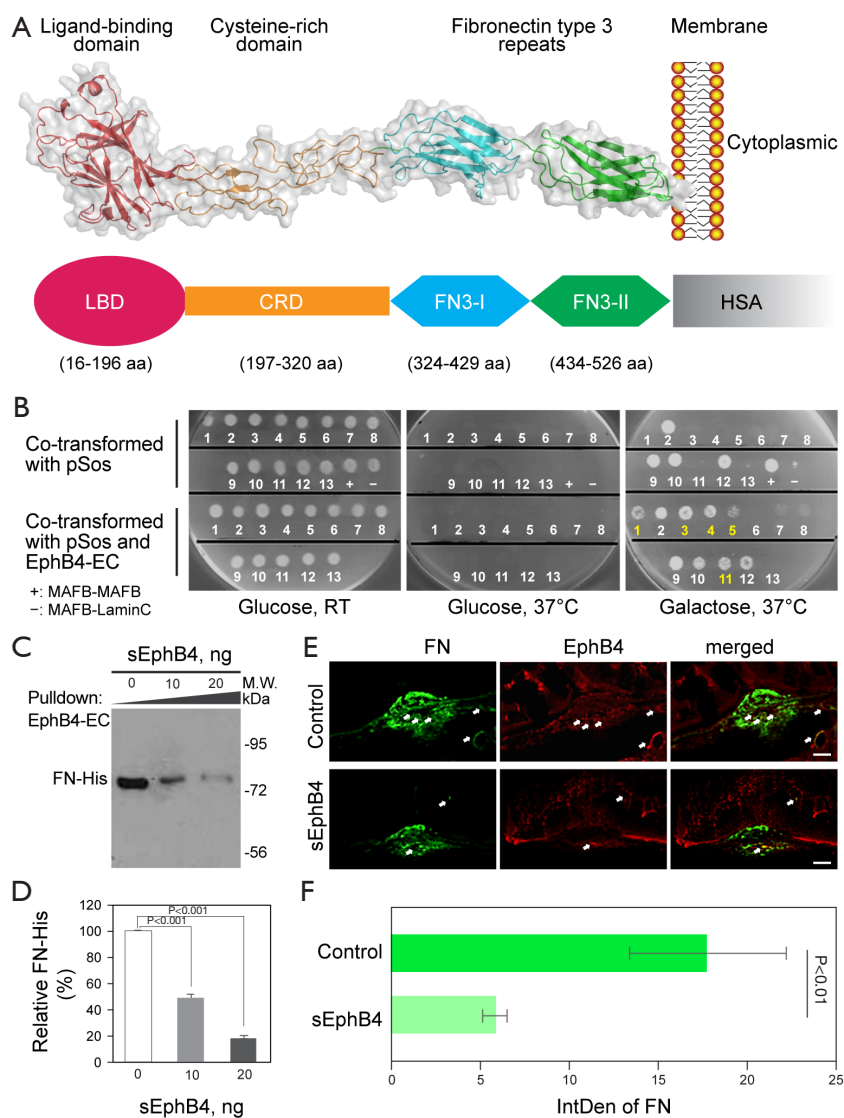 A
Ligand-binding
domain
Cysteine-rich
domain
Fibronectin type 3
repeats
Membrane
Cytoplasmic
LBD CRD FN3-I FN3-II HSA
(16-196 aa) (197-320 aa) (324-429 aa) (434-526 aa)
B
Co-transformed
with pSos
Co-transformed
with pSos and
EphB4-EC
+: MAFB-MAFB
−: MAFB-LaminC
1 2 3 4 5 6 7 8
9 10 11 12 13 + −
1 2 3 4 5 6 7 8
9 10 11 12 13
Glucose, RT
1 2 3 4 5 6 7 8
9 10 11 12 13 + −
1 2 3 4 5 6 7 8
9 10 11 12 13
Glucose, 37°C
1 2 3 4 5 6 7 8
9 10 11 12 13 + −
1 2 3 4 5 6 7 8
9 10 11 12 13
Galactose, 37°C
C
sEphB4, ng
0 10 20 M.W.
Pulldown: kDa
EphB4-EC
-95
FN-His
-72
-56
D
Relative FN-His
(%)
120
100
80
60
40
20
0
P<0.001
P<0.001
0 10 20
sEphB4, ng
E
FN EphB4 merged
Control
sEphB4
F
Control
sEphB4
P<0.01
0 5 10 15 20 25
IntDen of FN